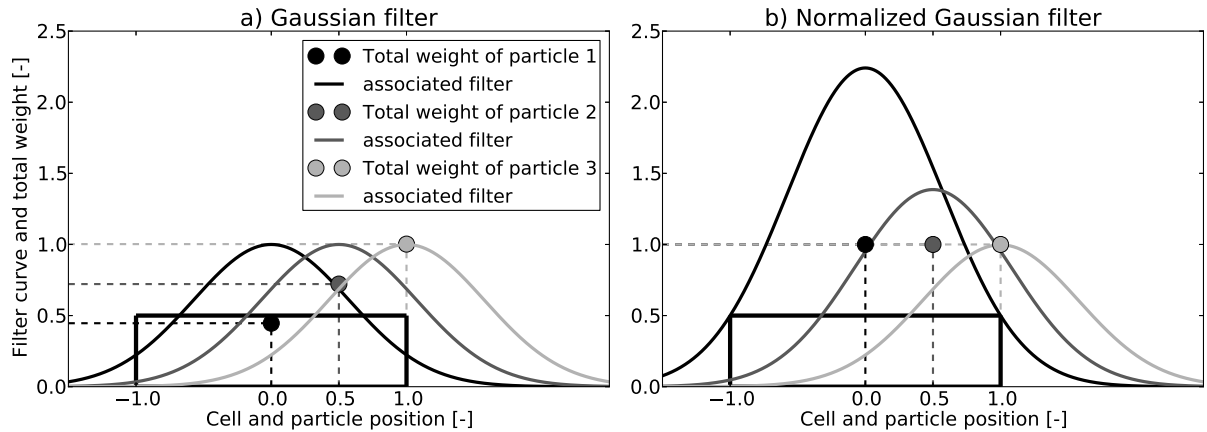 a) Gaussian filter
Filter curve and total weight [-]
2.5
2.0
1.5
1.0
0.5
0.0
Total weight of particle 1
associated filter
Total weight of particle 2
associated filter
Total weight of particle 3
associated filter
−1.0 0.0 0.5 1.0
Cell and particle position [-]
b) Normalized Gaussian filter
2.5
2.0
1.5
1.0
0.5
0.0
−1.0 0.0 0.5 1.0
Cell and particle position [-]